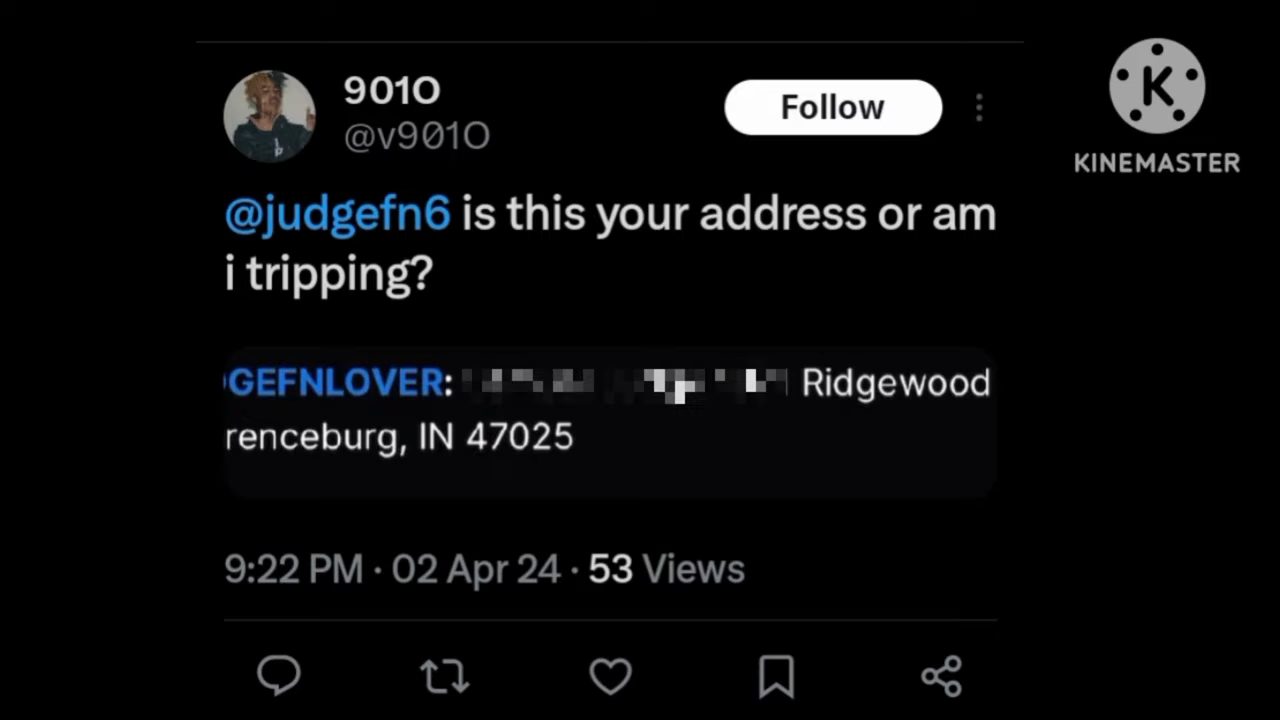 901O
@v901O
Follow
KINEMASTER
@judgefn6 is this your address or am
i tripping?
GEFNLOVER: Ridgewood
renceburg, IN 47025
9:22 PM · 02 Apr 24 · 53 Views